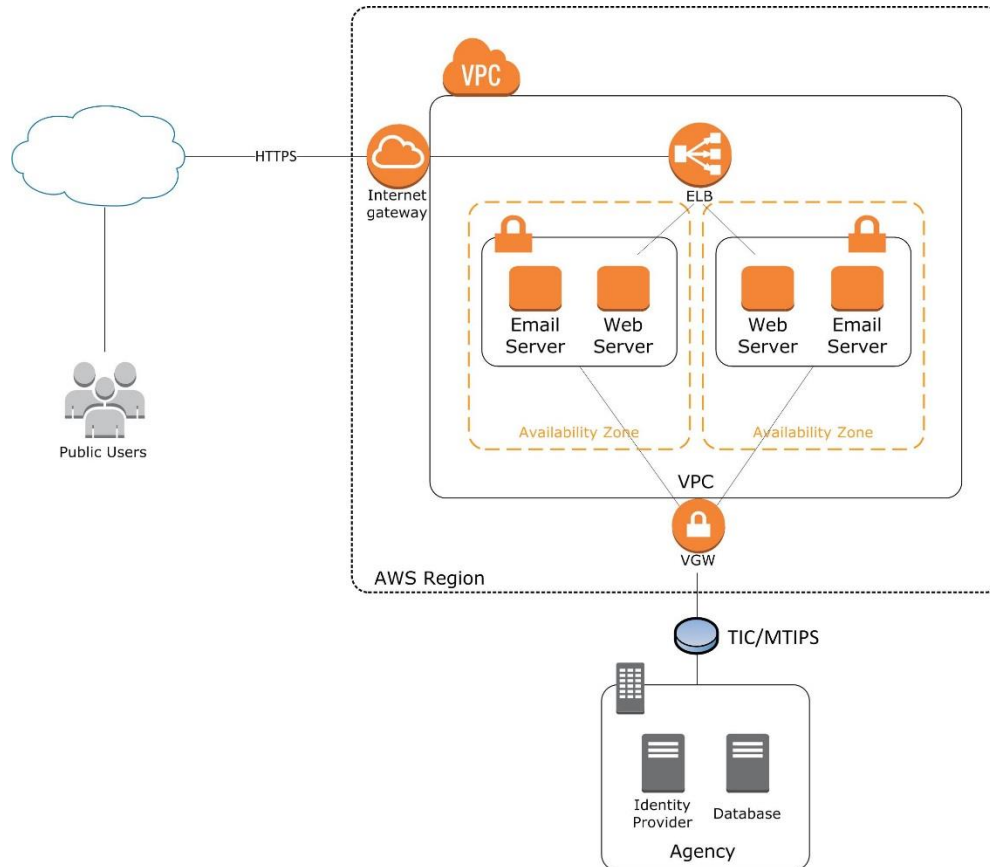 VPC
HTTPS
Internet
gateway
ELB
Email
Server
Web
Server
Web
Server
Email
Server
Availability Zone
Availability Zone
Public Users
VPC
VGW
AWS Region
TIC/MTIPS
Identity
Provider
Database
Agency